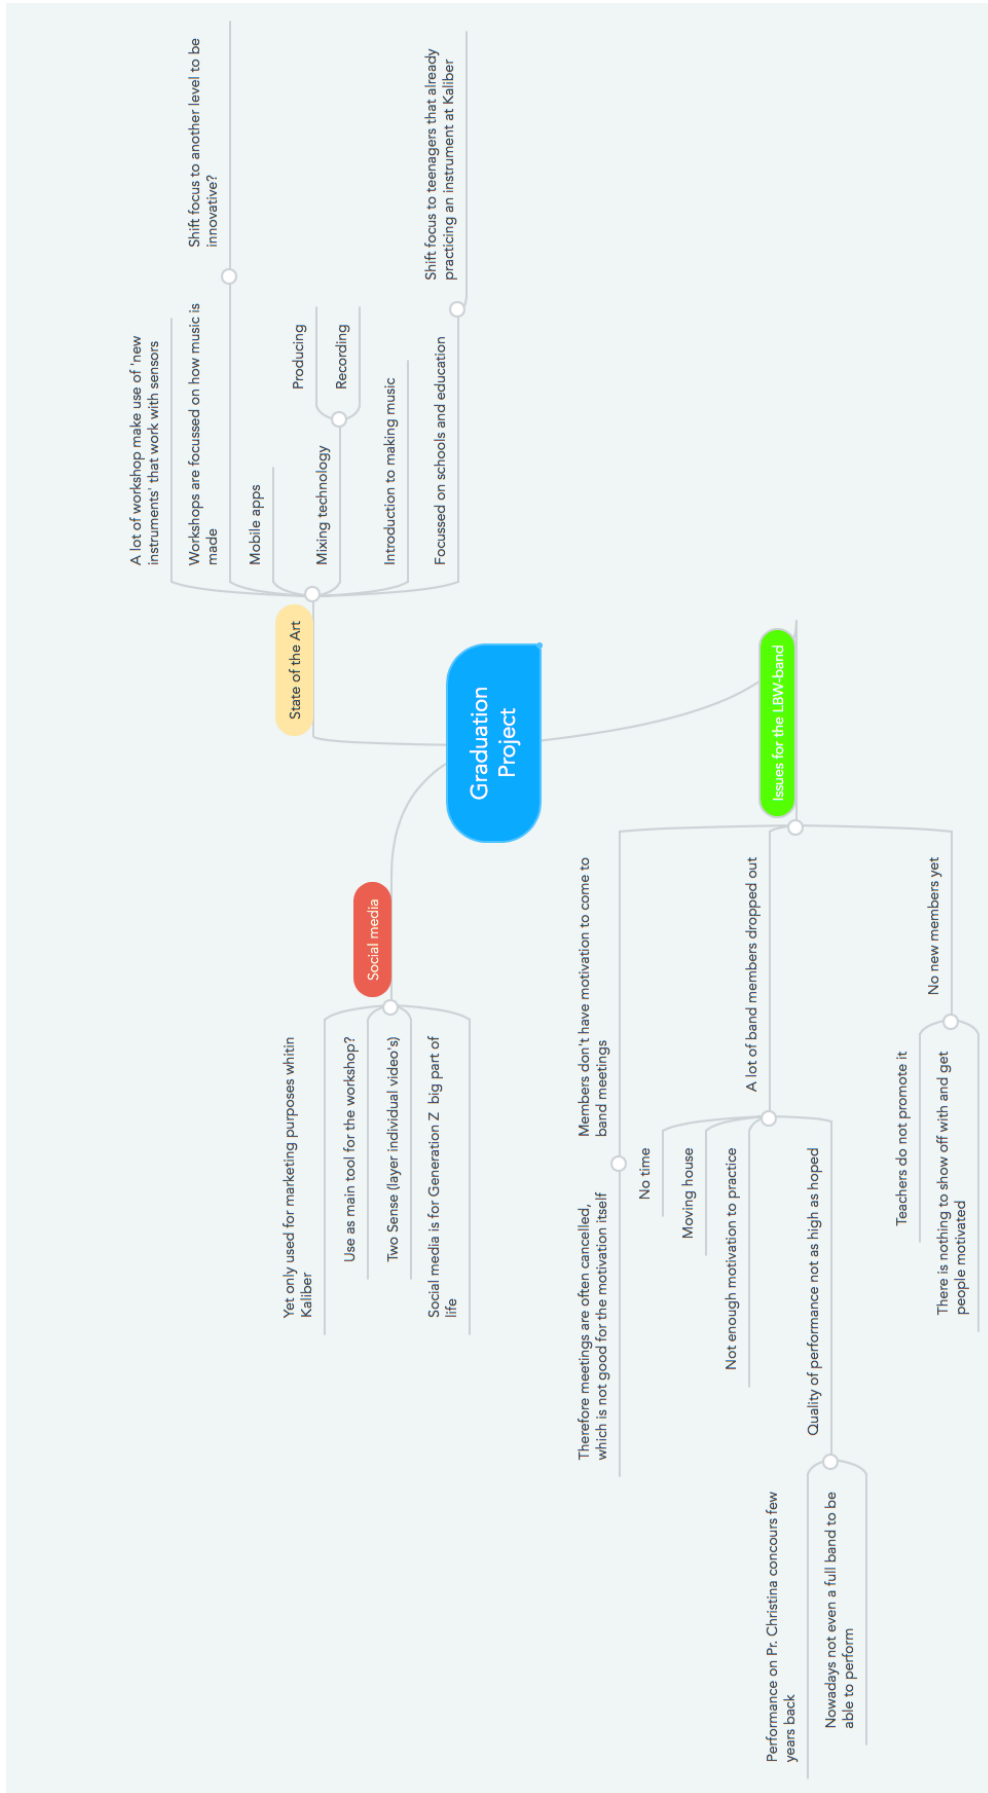 Graduation
Project
State of the Art
A lot of workshop make use of 'new
instruments' that work with sensors
Workshops are focussed on how music is
made
Shift focus to another level to be
innovative?
Mobile apps
Mixing technology
Producing
Recording
Introduction to making music
Focussed on schools and education
Shift focus to teenagers that already
practicing an instrument at Kaliber
Social media
Yet only used for marketing purposes whitin
Kaliber
Use as main tool for the workshop?
Two Sense (layer individual video's)
Social media is for Generation Z  big part of
life
Issues for the LBW-band
Members don't have motivation to come to
band meetings
Therefore meetings are often cancelled,
which is not good for the motivation itself
A lot of band members dropped out
No time
Moving house
Not enough motivation to practice
Quality of performance not as high as hoped
Performance on Pr. Christina concours few
years back
Nowadays not even a full band to be
able to perform
No new members yet
Teachers do not promote it
There is nothing to show off with and get
people motivated